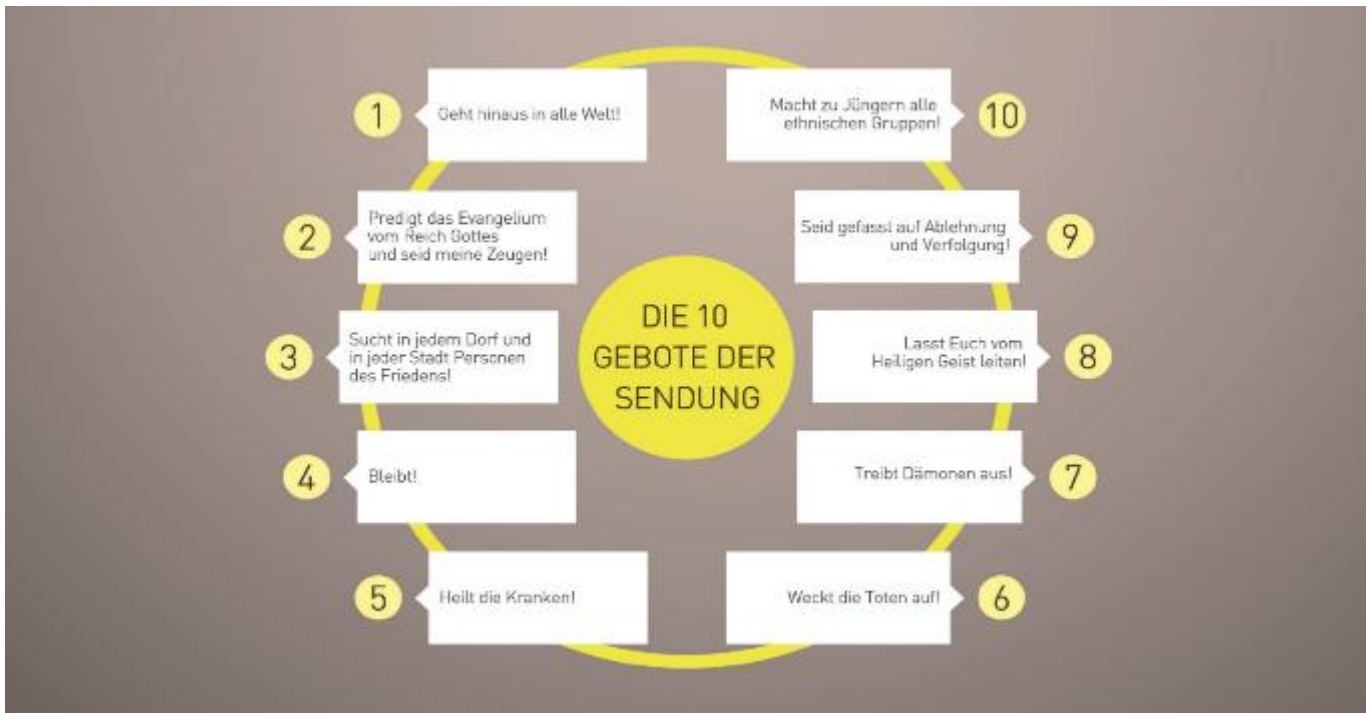 DIE 10
GEBOTE DER
SENDUNG
1
Geht hinaus in alle Welt!
2
Predigt das Evangelium
vom Reich Gottes
und seid meine Zeugen!
3
Sucht in jedem Dorf und
in jeder Stadt Personen
des Friedens!
4
Bleibt!
5
Heilt die Kranken!
6
Weckt die Toten auf!
7
Treibt Dämonen aus!
8
Lasst Euch vom
Heiligen Geist leiten!
9
Seid gefasst auf Ablehnung
und Verfolgung!
10
Macht zu Jüngern alle
ethnischen Gruppen!